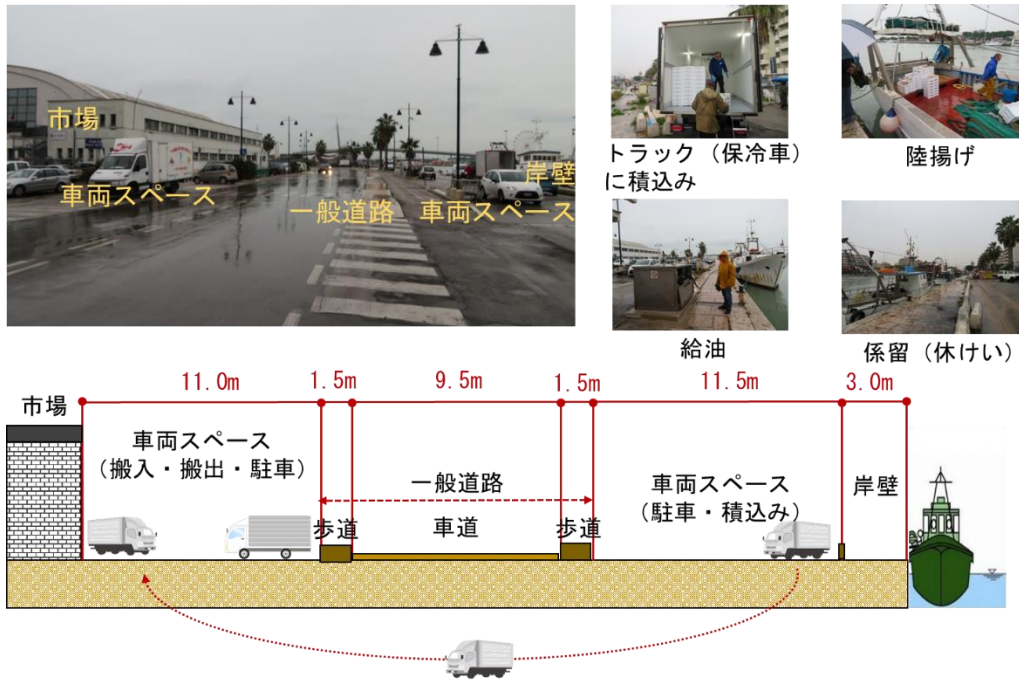 市場
車両スペース
一般道路
車両スペース
岸壁
トラック（保冷車）
に積込み
陸揚げ
給油
係留（休けい）
11.0m
1.5m
9.5m
1.5m
11.5m
3.0m
市場
車両スペース
（搬入・搬出・駐車）
一般道路
車両スペース
（駐車・積込み）
岸壁
歩道
車道
歩道